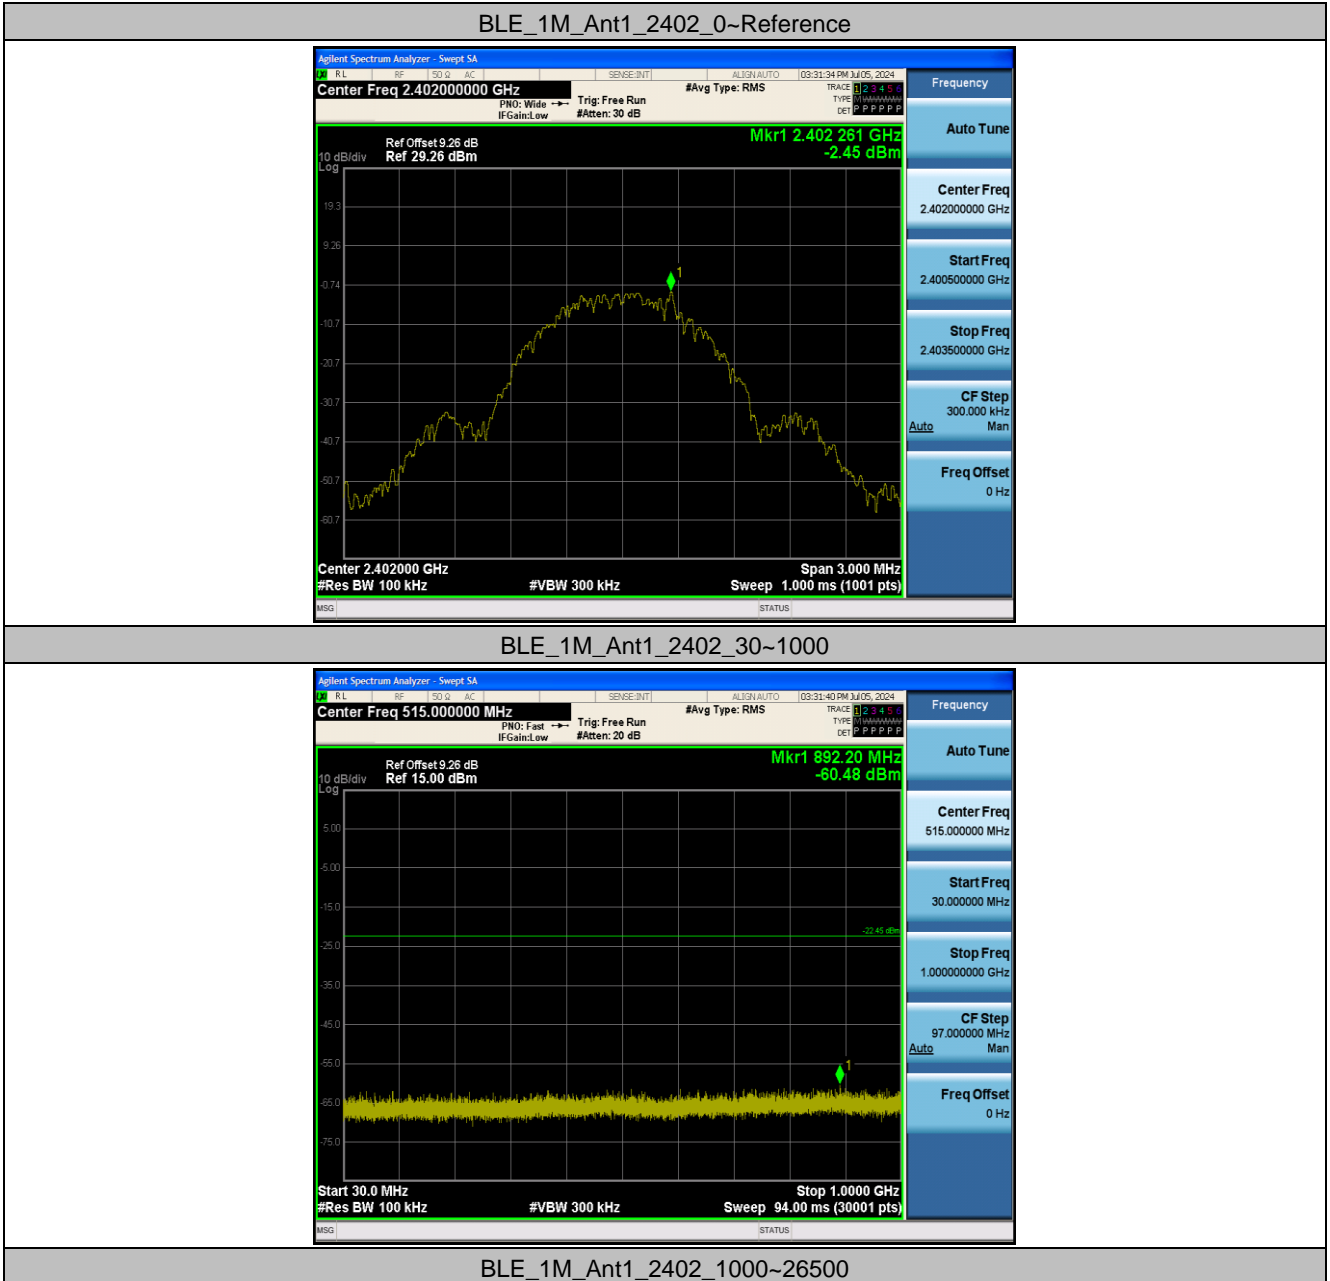 BLE_1M_Ant1_2402_0~Reference
Agilent Spectrum Analyzer - Swept SA
RL RF 50 Ω AC SENSE:INT ALIGN AUTO 03:31:34 PM Jul 05, 2024
Center Freq 2.402000000 GHz
#Avg Type: RMS
TRACE 1 2 3 4 5 6
PNO: Wide
IFGain:Low
Trig: Free Run
#Atten: 30 dB
TYPE M
DET P P P P P P
Mkr1 2.402 261 GHz
-2.45 dBm
Ref Offset 9.26 dB
10 dB/div Ref 29.26 dBm
Log
19.3
9.26
-0.74
-10.7
-20.7
-30.7
-40.7
-50.7
-60.7
1
Center 2.402000 GHz
Span 3.000 MHz
#Res BW 100 kHz
#VBW 300 kHz
Sweep 1.000 ms (1001 pts)
MSG
STATUS
Frequency
Auto Tune
Center Freq
2.402000000 GHz
Start Freq
2.400500000 GHz
Stop Freq
2.403500000 GHz
CF Step
300.000 kHz
Auto Man
Freq Offset
0 Hz
BLE_1M_Ant1_2402_30~1000
Agilent Spectrum Analyzer - Swept SA
RL RF 50 Ω AC SENSE:INT ALIGN AUTO 03:31:40 PM Jul 05, 2024
Center Freq 515.000000 MHz
#Avg Type: RMS
TRACE 1 2 3 4 5 6
PNO: Fast
IFGain:Low
Trig: Free Run
#Atten: 20 dB
TYPE M
DET P P P P P P
Mkr1 892.20 MHz
-60.48 dBm
Ref Offset 9.26 dB
10 dB/div Ref 15.00 dBm
Log
5.00
-5.00
-15.0
-22.45 dBm
-25.0
-35.0
-45.0
-55.0
-65.0
-75.0
1
Start 30.0 MHz
Stop 1.0000 GHz
#Res BW 100 kHz
#VBW 300 kHz
Sweep 94.00 ms (30001 pts)
MSG
STATUS
Frequency
Auto Tune
Center Freq
515.000000 MHz
Start Freq
30.000000 MHz
Stop Freq
1.000000000 GHz
CF Step
97.000000 MHz
Auto Man
Freq Offset
0 Hz
BLE_1M_Ant1_2402_1000~26500